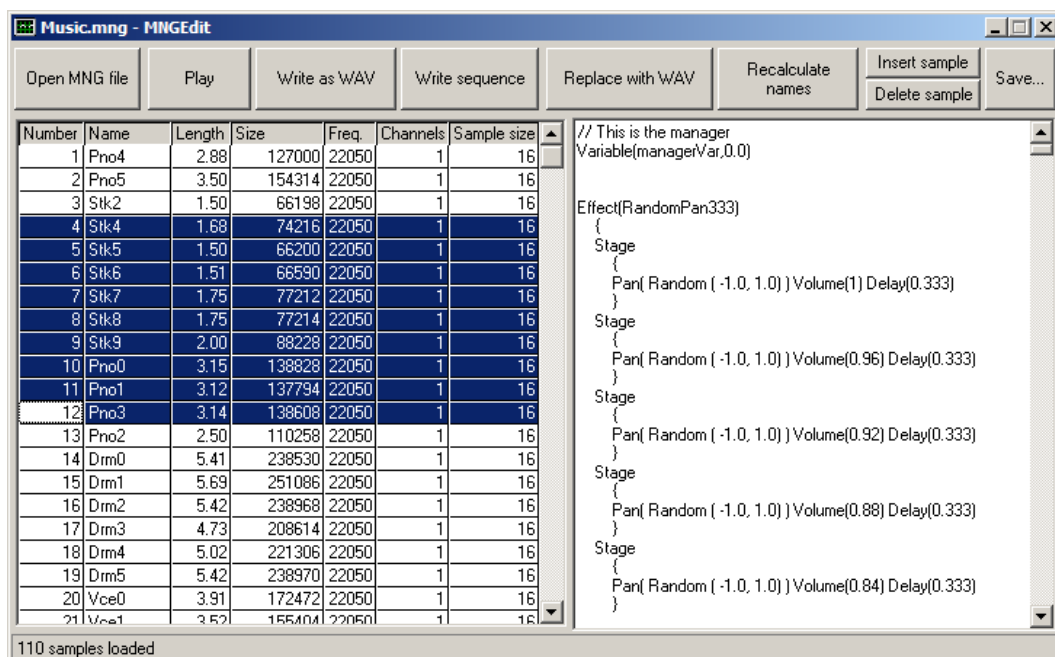 Music.mng - MNGEdit
Open MNG file Play Write as WAV Write sequence Replace with WAV Recalculate names Insert sample Delete sample Save...
Number Name Length Size Freq. Channels Sample size
1 Pno4 2.88 127000 22050 1 16
2 Pno5 3.50 154314 22050 1 16
3 Stk2 1.50 66198 22050 1 16
4 Stk4 1.68 74216 22050 1 16
5 Stk5 1.50 66200 22050 1 16
6 Stk6 1.51 66590 22050 1 16
7 Stk7 1.75 77212 22050 1 16
8 Stk8 1.75 77214 22050 1 16
9 Stk9 2.00 88228 22050 1 16
10 Pno0 3.15 138828 22050 1 16
11 Pno1 3.12 137794 22050 1 16
12 Pno3 3.14 138608 22050 1 16
13 Pno2 2.50 110258 22050 1 16
14 Drm0 5.41 238530 22050 1 16
15 Drm1 5.69 251086 22050 1 16
16 Drm2 5.42 238968 22050 1 16
17 Drm3 4.73 208614 22050 1 16
18 Drm4 5.02 221306 22050 1 16
19 Drm5 5.42 238970 22050 1 16
20 Vce0 3.91 172472 22050 1 16
21 Vce1 3.52 155404 22050 1 16
// This is the manager
Variable(managerVar,0.0)
Effect(RandomPan333)
{
Stage
{
Pan( Random ( -1.0, 1.0) ) Volume(1) Delay(0.333)
}
Stage
{
Pan( Random ( -1.0, 1.0) ) Volume(0.96) Delay(0.333)
}
Stage
{
Pan( Random ( -1.0, 1.0) ) Volume(0.92) Delay(0.333)
}
Stage
{
Pan( Random ( -1.0, 1.0) ) Volume(0.88) Delay(0.333)
}
Stage
{
Pan( Random ( -1.0, 1.0) ) Volume(0.84) Delay(0.333)
}
110 samples loaded